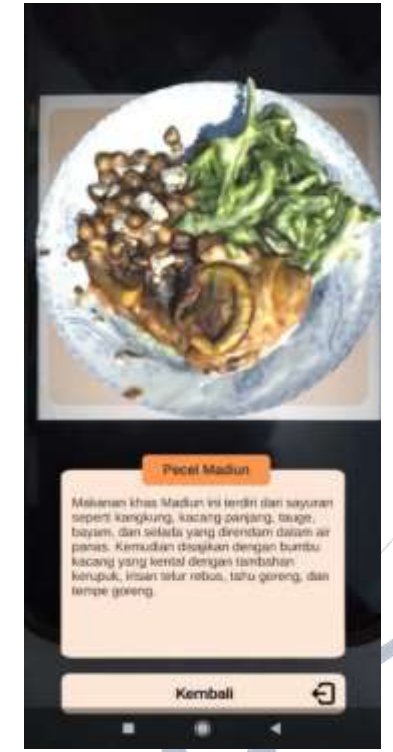 Pecel Madiun
Makanan khas Madiun ini terdiri dari sayuran
seperti kangkung, kacang panjang, tauge,
bayam, dan selada yang direndam dalam air
panas. Kemudian disajikan dengan bumbu
kacang yang kental dengan tambahan
kerupuk, irisan telur rebus, tahu goreng, dan
tempe goreng.
Kembali